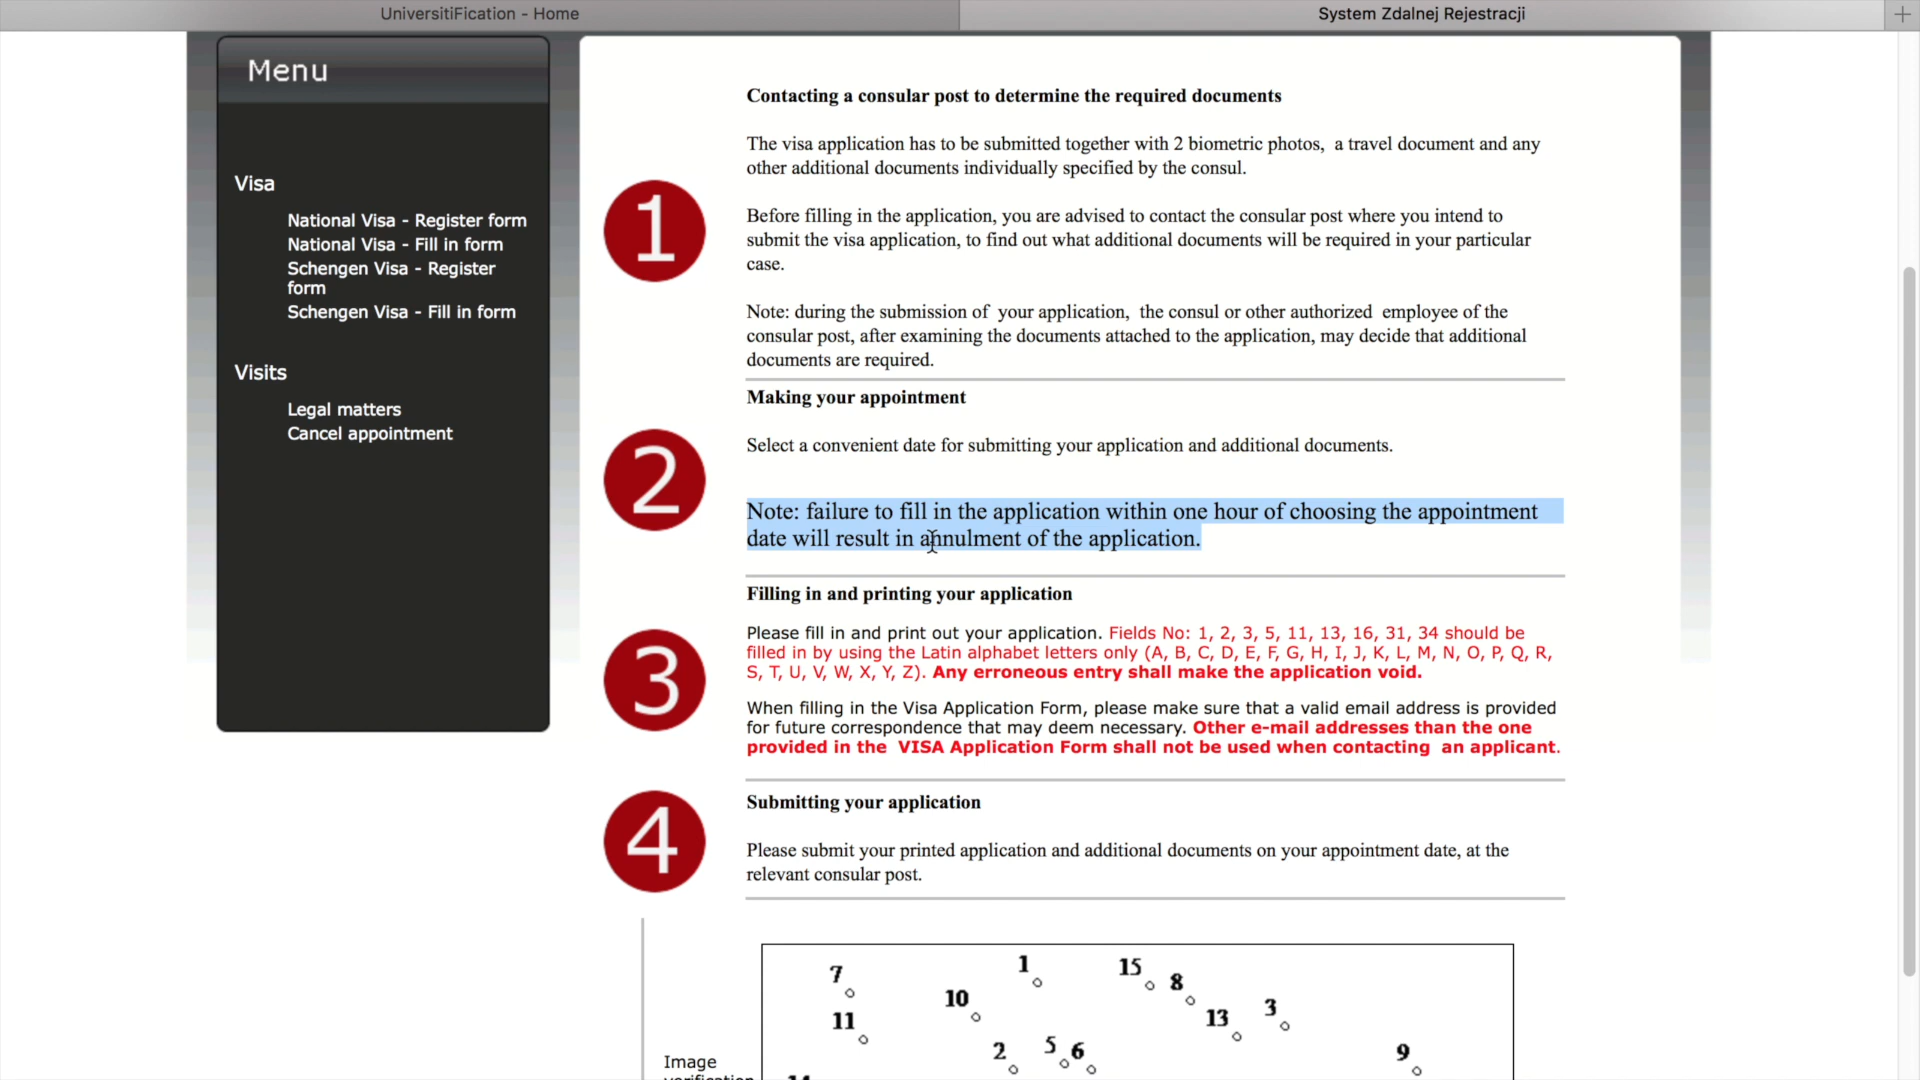 UniversitiFication - Home
System Zdalnej Rejestracji
Menu
Visa
National Visa - Register form
National Visa - Fill in form
Schengen Visa - Register
form
Schengen Visa - Fill in form
Visits
Legal matters
Cancel appointment
1
Contacting a consular post to determine the required documents
The visa application has to be submitted together with 2 biometric photos, a travel document and any
other additional documents individually specified by the consul.
Before filling in the application, you are advised to contact the consular post where you intend to
submit the visa application, to find out what additional documents will be required in your particular
case.
Note: during the submission of your application, the consul or other authorized employee of the
consular post, after examining the documents attached to the application, may decide that additional
documents are required.
2
Making your appointment
Select a convenient date for submitting your application and additional documents.
Note: failure to fill in the application within one hour of choosing the appointment
date will result in annulment of the application.
3
Filling in and printing your application
Please fill in and print out your application. Fields No: 1, 2, 3, 5, 11, 13, 16, 31, 34 should be
filled in by using the Latin alphabet letters only (A, B, C, D, E, F, G, H, I, J, K, L, M, N, O, P, Q, R,
S, T, U, V, W, X, Y, Z). Any erroneous entry shall make the application void.
When filling in the Visa Application Form, please make sure that a valid email address is provided
for future correspondence that may deem necessary. Other e-mail addresses than the one
provided in the VISA Application Form shall not be used when contacting an applicant.
4
Submitting your application
Please submit your printed application and additional documents on your appointment date, at the
relevant consular post.
7 1 15 8
10 3
11 13
2 5 6 9
Image